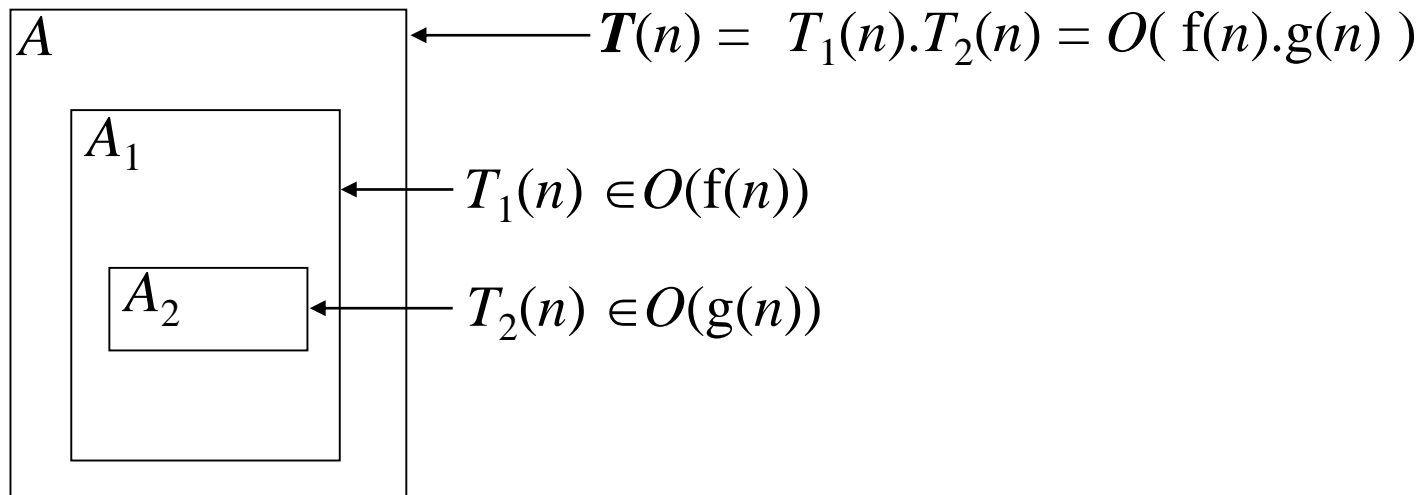 A
T(n) = T₁(n).T₂(n) = O( f(n).g(n) )
A₁
T₁(n) ∈O(f(n))
A₂
T₂(n) ∈O(g(n))